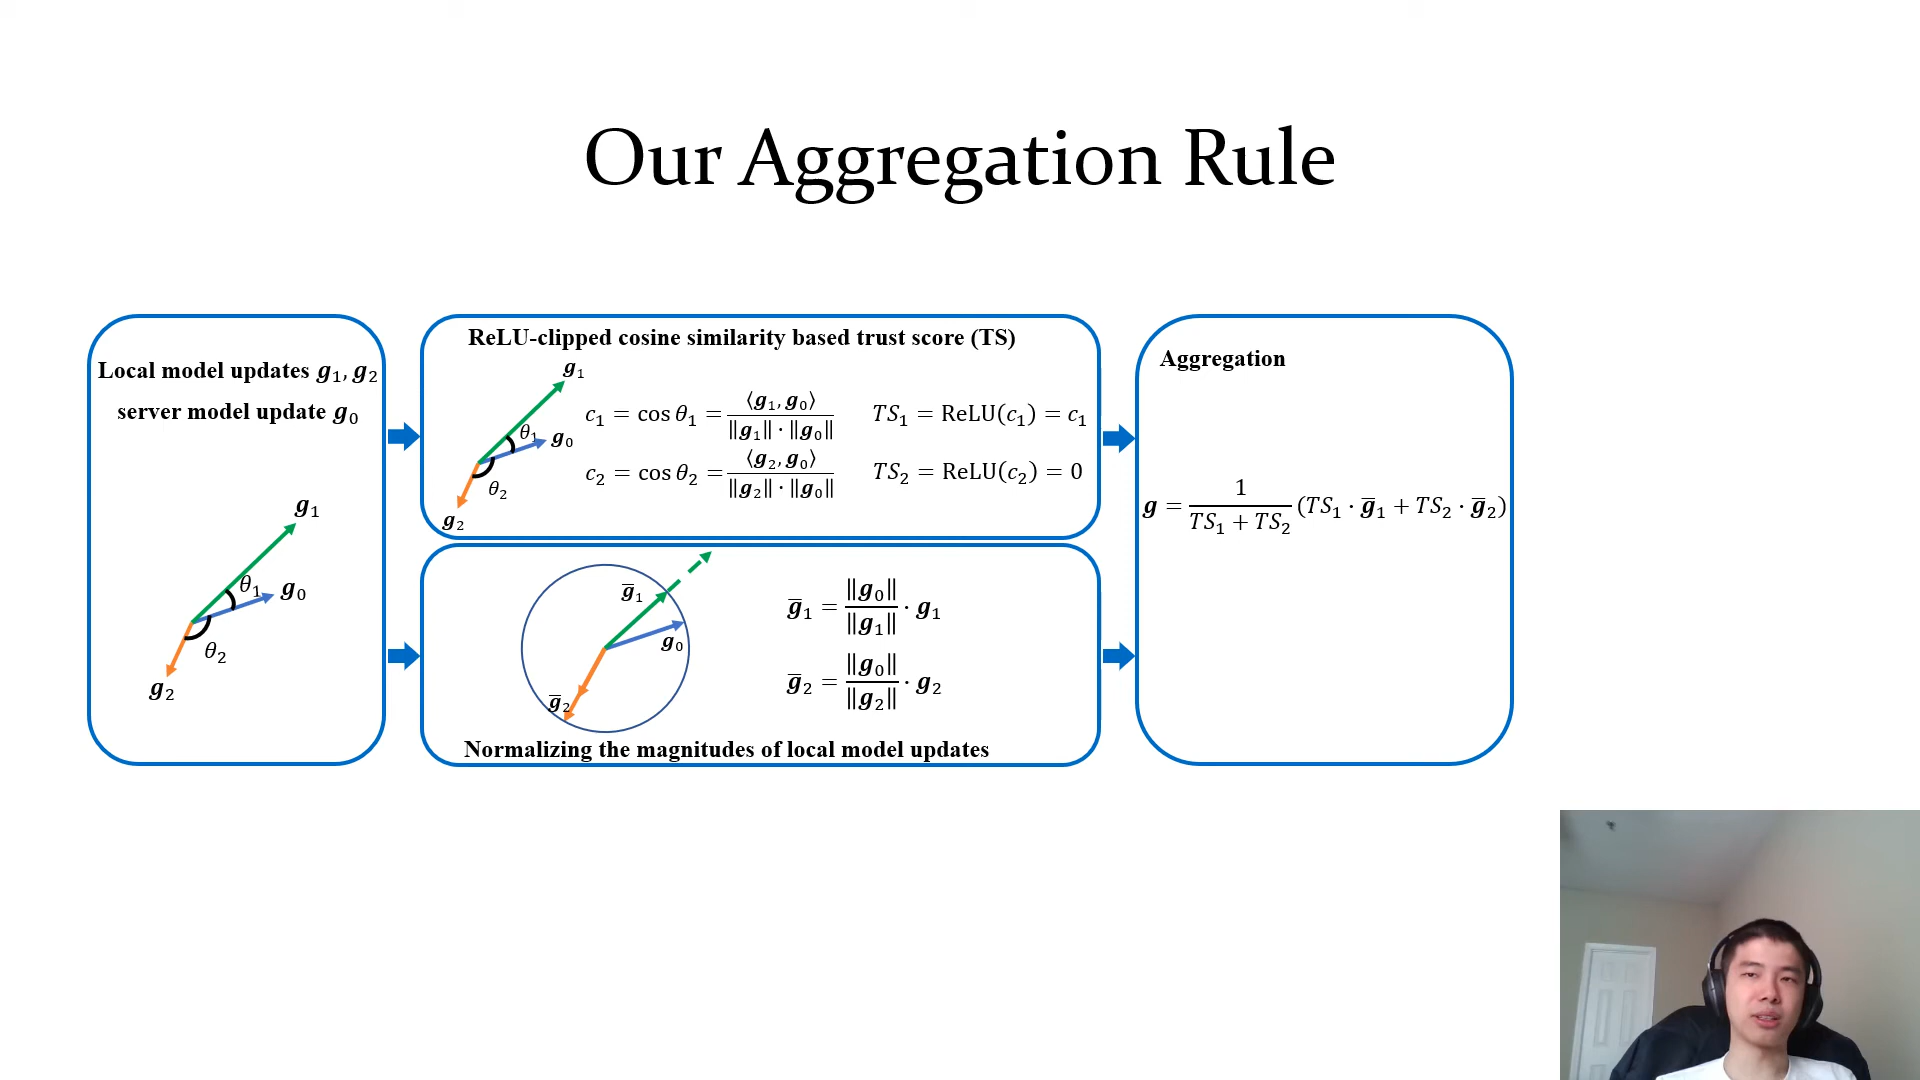 Our Aggregation Rule
Local model updates g₁, g₂
server model update g₀
g₁
θ₁
g₀
θ₂
g₂
ReLU-clipped cosine similarity based trust score (TS)
g₁
θ₁
g₀
θ₂
g₂
c₁ = cos θ₁ = ⟨g₁, g₀⟩ / ‖g₁‖ · ‖g₀‖
TS₁ = ReLU(c₁) = c₁
c₂ = cos θ₂ = ⟨g₂, g₀⟩ / ‖g₂‖ · ‖g₀‖
TS₂ = ReLU(c₂) = 0
ḡ₁
g₀
ḡ₂
ḡ₁ = ‖g₀‖ / ‖g₁‖ · g₁
ḡ₂ = ‖g₀‖ / ‖g₂‖ · g₂
Normalizing the magnitudes of local model updates
Aggregation
g = 1 / TS₁ + TS₂ (TS₁ · ḡ₁ + TS₂ · ḡ₂)